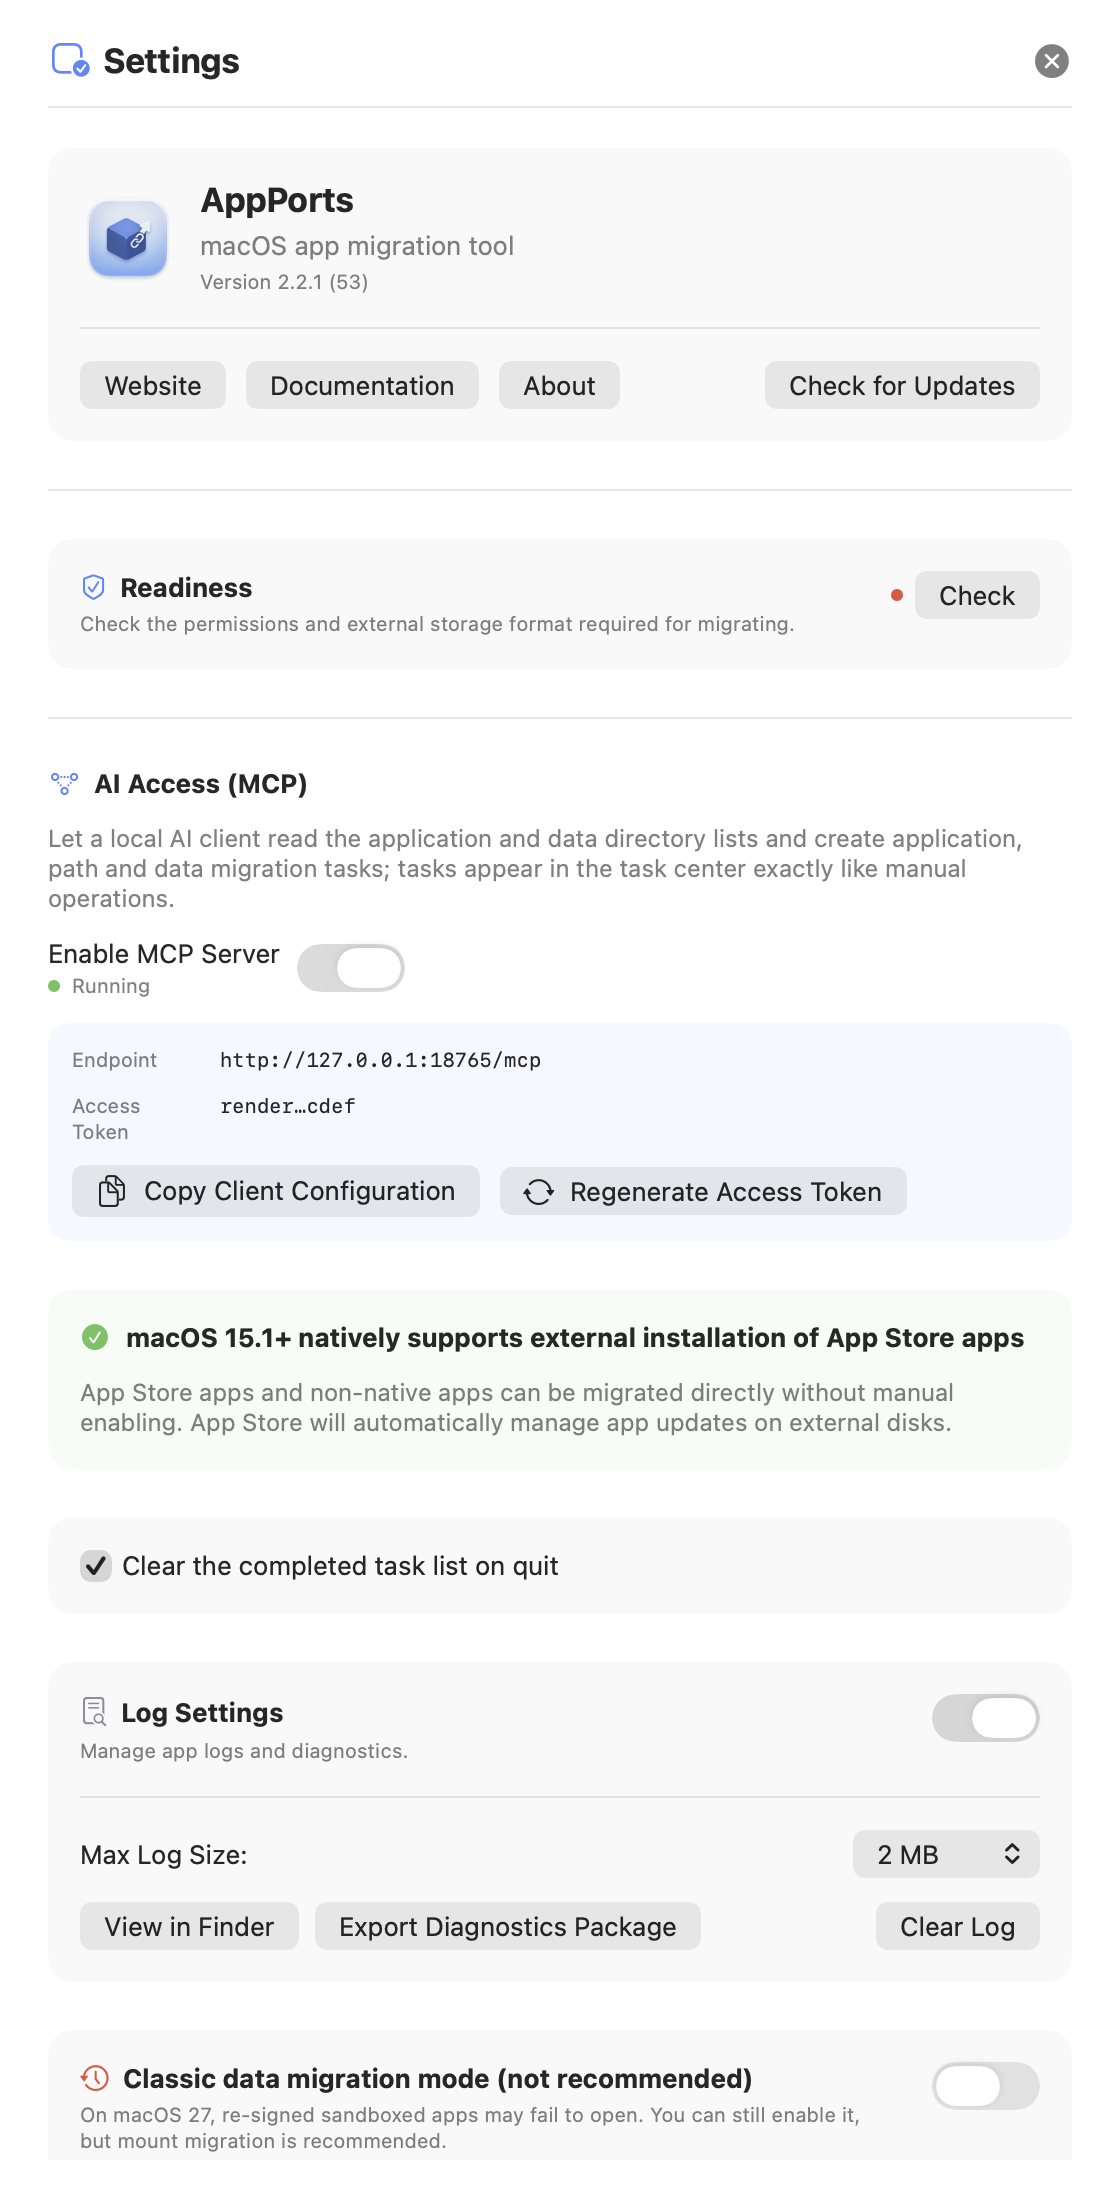 Settings
AppPorts
macOS app migration tool
Version 2.2.1 (53)
Website
Documentation
About
Check for Updates
Readiness
Check
Check the permissions and external storage format required for migrating.
AI Access (MCP)
Let a local AI client read the application and data directory lists and create application,
path and data migration tasks; tasks appear in the task center exactly like manual
operations.
Enable MCP Server
Running
Endpoint
http://127.0.0.1:18765/mcp
Access
Token
render…cdef
Copy Client Configuration
Regenerate Access Token
macOS 15.1+ natively supports external installation of App Store apps
App Store apps and non-native apps can be migrated directly without manual
enabling. App Store will automatically manage app updates on external disks.
Clear the completed task list on quit
Log Settings
Manage app logs and diagnostics.
Max Log Size:
2 MB
View in Finder
Export Diagnostics Package
Clear Log
Classic data migration mode (not recommended)
On macOS 27, re-signed sandboxed apps may fail to open. You can still enable it,
but mount migration is recommended.